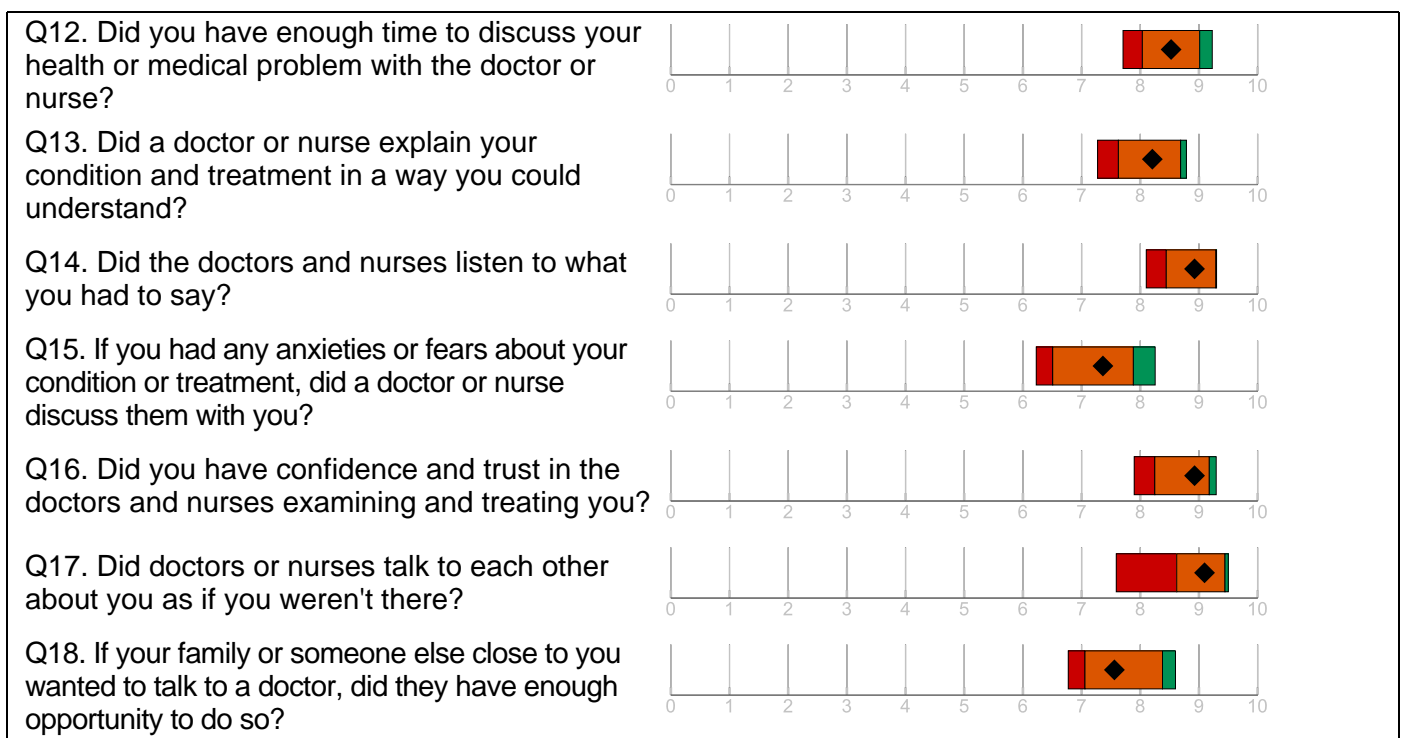 Q12. Did you have enough time to discuss your
health or medical problem with the doctor or
nurse?
0 1 2 3 4 5 6 7 8 9 10
Q13. Did a doctor or nurse explain your
condition and treatment in a way you could
understand?
0 1 2 3 4 5 6 7 8 9 10
Q14. Did the doctors and nurses listen to what
you had to say?
0 1 2 3 4 5 6 7 8 9 10
Q15. If you had any anxieties or fears about your
condition or treatment, did a doctor or nurse
discuss them with you?
0 1 2 3 4 5 6 7 8 9 10
Q16. Did you have confidence and trust in the
doctors and nurses examining and treating you?
0 1 2 3 4 5 6 7 8 9 10
Q17. Did doctors or nurses talk to each other
about you as if you weren't there?
0 1 2 3 4 5 6 7 8 9 10
Q18. If your family or someone else close to you
wanted to talk to a doctor, did they have enough
opportunity to do so?
0 1 2 3 4 5 6 7 8 9 10